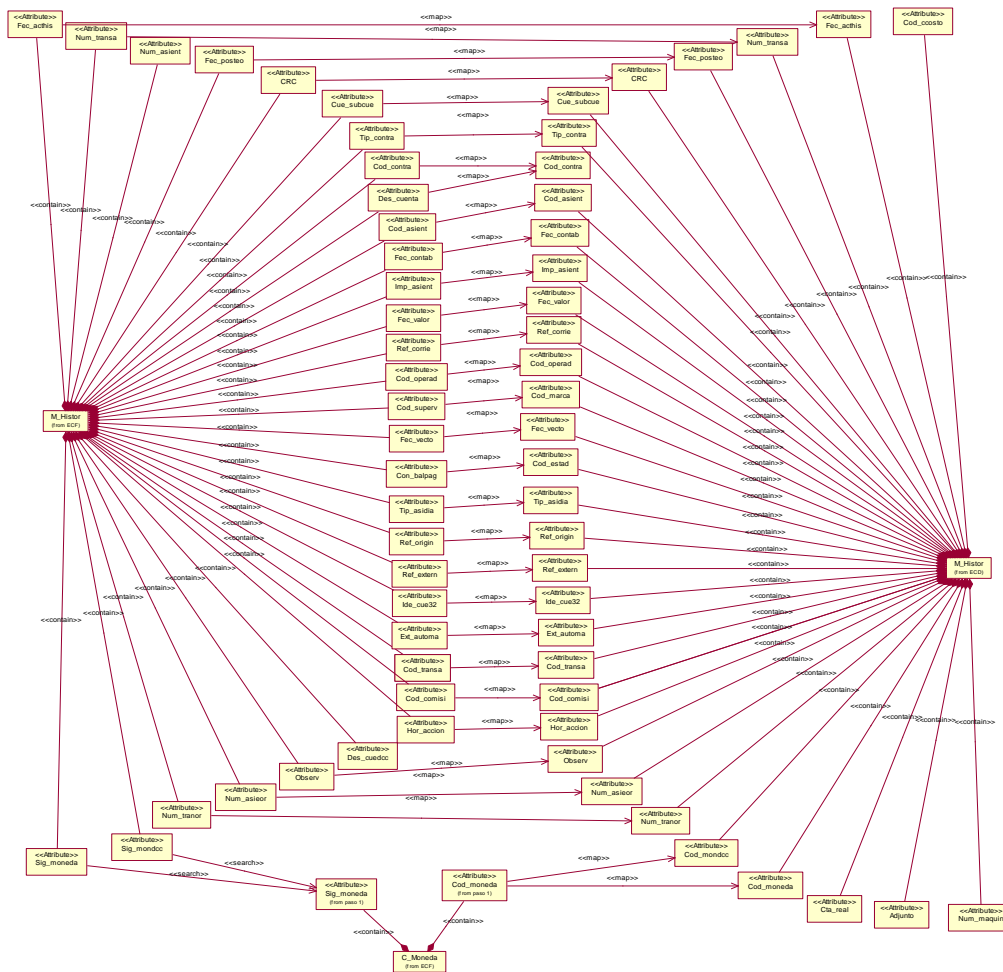 <<Attribute>>
Fec_acthis
<<map>>
<<Attribute>>
Fec_acthis
<<Attribute>>
Cod_ccosto
<<Attribute>>
Num_transa
<<map>>
<<Attribute>>
Num_transa
<<Attribute>>
Num_asient
<<Attribute>>
Fec_posteo
<<map>>
<<Attribute>>
Fec_posteo
<<Attribute>>
CRC
<<map>>
<<Attribute>>
CRC
<<Attribute>>
Cue_subcue
<<map>>
<<Attribute>>
Cue_subcue
<<Attribute>>
Tip_contra
<<map>>
<<Attribute>>
Tip_contra
<<Attribute>>
Cod_contra
<<map>>
<<Attribute>>
Cod_contra
<<Attribute>>
Des_cuenta
<<map>>
<<Attribute>>
Cod_asient
<<map>>
<<Attribute>>
Cod_asient
<<Attribute>>
Fec_contab
<<map>>
<<Attribute>>
Fec_contab
<<Attribute>>
Imp_asient
<<map>>
<<Attribute>>
Imp_asient
<<Attribute>>
Fec_valor
<<map>>
<<Attribute>>
Fec_valor
<<Attribute>>
Ref_corrie
<<map>>
<<Attribute>>
Ref_corrie
<<Attribute>>
Cod_operad
<<map>>
<<Attribute>>
Cod_operad
<<Attribute>>
Cod_superv
<<map>>
<<Attribute>>
Cod_marca
M_Histor
(from ECF)
<<Attribute>>
Fec_vecto
<<map>>
<<Attribute>>
Fec_vecto
<<Attribute>>
Con_balpag
<<map>>
<<Attribute>>
Cod_estad
<<Attribute>>
Tip_asidia
<<map>>
<<Attribute>>
Tip_asidia
<<Attribute>>
Ref_origin
<<map>>
<<Attribute>>
Ref_origin
<<Attribute>>
Ref_extern
<<map>>
<<Attribute>>
Ref_extern
M_Histor
(from ECD)
<<Attribute>>
Ide_cue32
<<map>>
<<Attribute>>
Ide_cue32
<<Attribute>>
Ext_automa
<<map>>
<<Attribute>>
Ext_automa
<<Attribute>>
Cod_transa
<<map>>
<<Attribute>>
Cod_transa
<<Attribute>>
Cod_comisi
<<map>>
<<Attribute>>
Cod_comisi
<<Attribute>>
Hor_accion
<<map>>
<<Attribute>>
Hor_accion
<<Attribute>>
Des_cuedcc
<<Attribute>>
Observ
<<map>>
<<Attribute>>
Observ
<<Attribute>>
Num_asieor
<<map>>
<<Attribute>>
Num_asieor
<<Attribute>>
Num_tranor
<<map>>
<<Attribute>>
Num_tranor
<<Attribute>>
Sig_mondcc
<<search>>
<<Attribute>>
Sig_moneda
<<search>>
<<Attribute>>
Sig_moneda
(from paso 1)
<<Attribute>>
Cod_moneda
(from paso 1)
<<map>>
<<Attribute>>
Cod_mondcc
<<map>>
<<Attribute>>
Cod_moneda
<<Attribute>>
Cta_real
<<Attribute>>
Adjunto
<<Attribute>>
Num_maquin
<<contain>>
<<contain>>
C_Moneda
(from ECF)